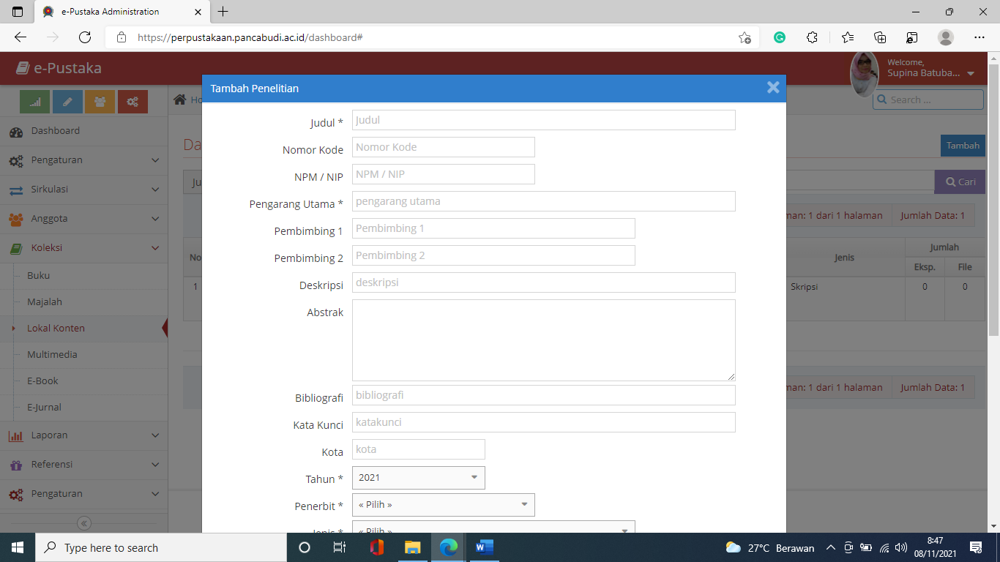 e-Pustaka Administration
https://perpustakaan.pancabudi.ac.id/dashboard#
e-Pustaka
Welcome,
Supina Batuba...
Search ...
Tambah Penelitian
Judul *
Judul
Nomor Kode
Nomor Kode
NPM / NIP
NPM / NIP
Pengarang Utama *
pengarang utama
Pembimbing 1
Pembimbing 1
Pembimbing 2
Pembimbing 2
Deskripsi
deskripsi
Abstrak
Bibliografi
bibliografi
Kata Kunci
katakunci
Kota
kota
Tahun *
2021
Penerbit *
« Pilih »
Jenis *
« Pilih »
Dashboard
Pengaturan
Sirkulasi
Anggota
Koleksi
Buku
Majalah
Lokal Konten
Multimedia
E-Book
E-Jurnal
Laporan
Referensi
Pengaturan
Tambah
Cari
1 dari 1 halaman
Jumlah Data: 1
No
Jenis
Jumlah
Eksp.
File
1
Skripsi
0
0
1 dari 1 halaman
Jumlah Data: 1
Type here to search
27°C Berawan
8:47
08/11/2021